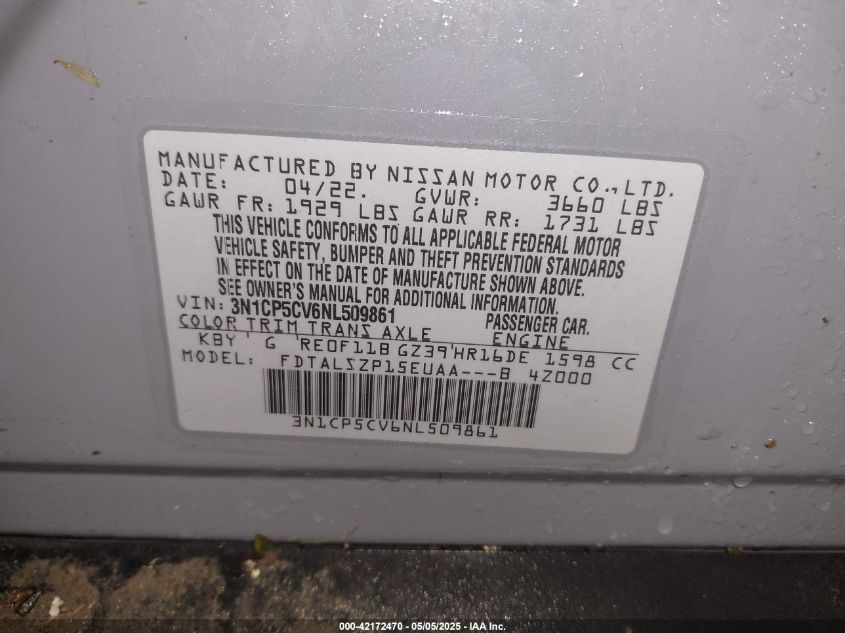 MANUFACTURED BY NISSAN MOTOR CO., LTD.
DATE: 04/22. GVWR: 3660 LBS
GAWR FR: 1929 LBS GAWR RR: 1731 LBS
THIS VEHICLE CONFORMS TO ALL APPLICABLE FEDERAL MOTOR
VEHICLE SAFETY, BUMPER AND THEFT PREVENTION STANDARDS
IN EFFECT ON THE DATE OF MANUFACTURE SHOWN ABOVE.
SEE OWNER'S MANUAL FOR ADDITIONAL INFORMATION.
VIN: 3N1CP5CV6NL509861 PASSENGER CAR.
COLOR TRIM TRANS AXLE ENGINE
KBY ' G 'RE0F11B GZ39'HR16DE 1598 CC
MODEL: FDTALSZP15EUAA---B 4Z000
3N1CP5CV6NL509861
000-42172470 - 05/05/2025 - IAA Inc.